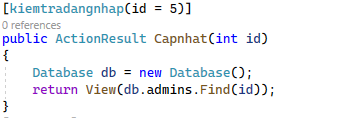 [kiemtradangnhap(id = 5)]
0 references
public ActionResult Capnhat(int id)
{
Database db = new Database();
return View(db.admins.Find(id));
}